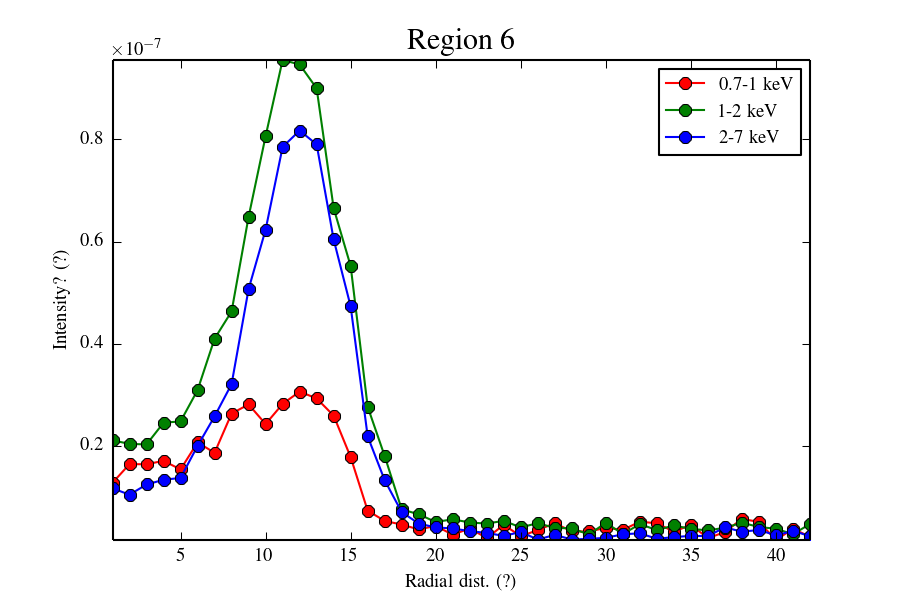 Region 6
×10⁻⁷
0.7-1 keV
1-2 keV
2-7 keV
0.8
0.6
0.4
0.2
Intensity? (?)
5 10 15 20 25 30 35 40
Radial dist. (?)